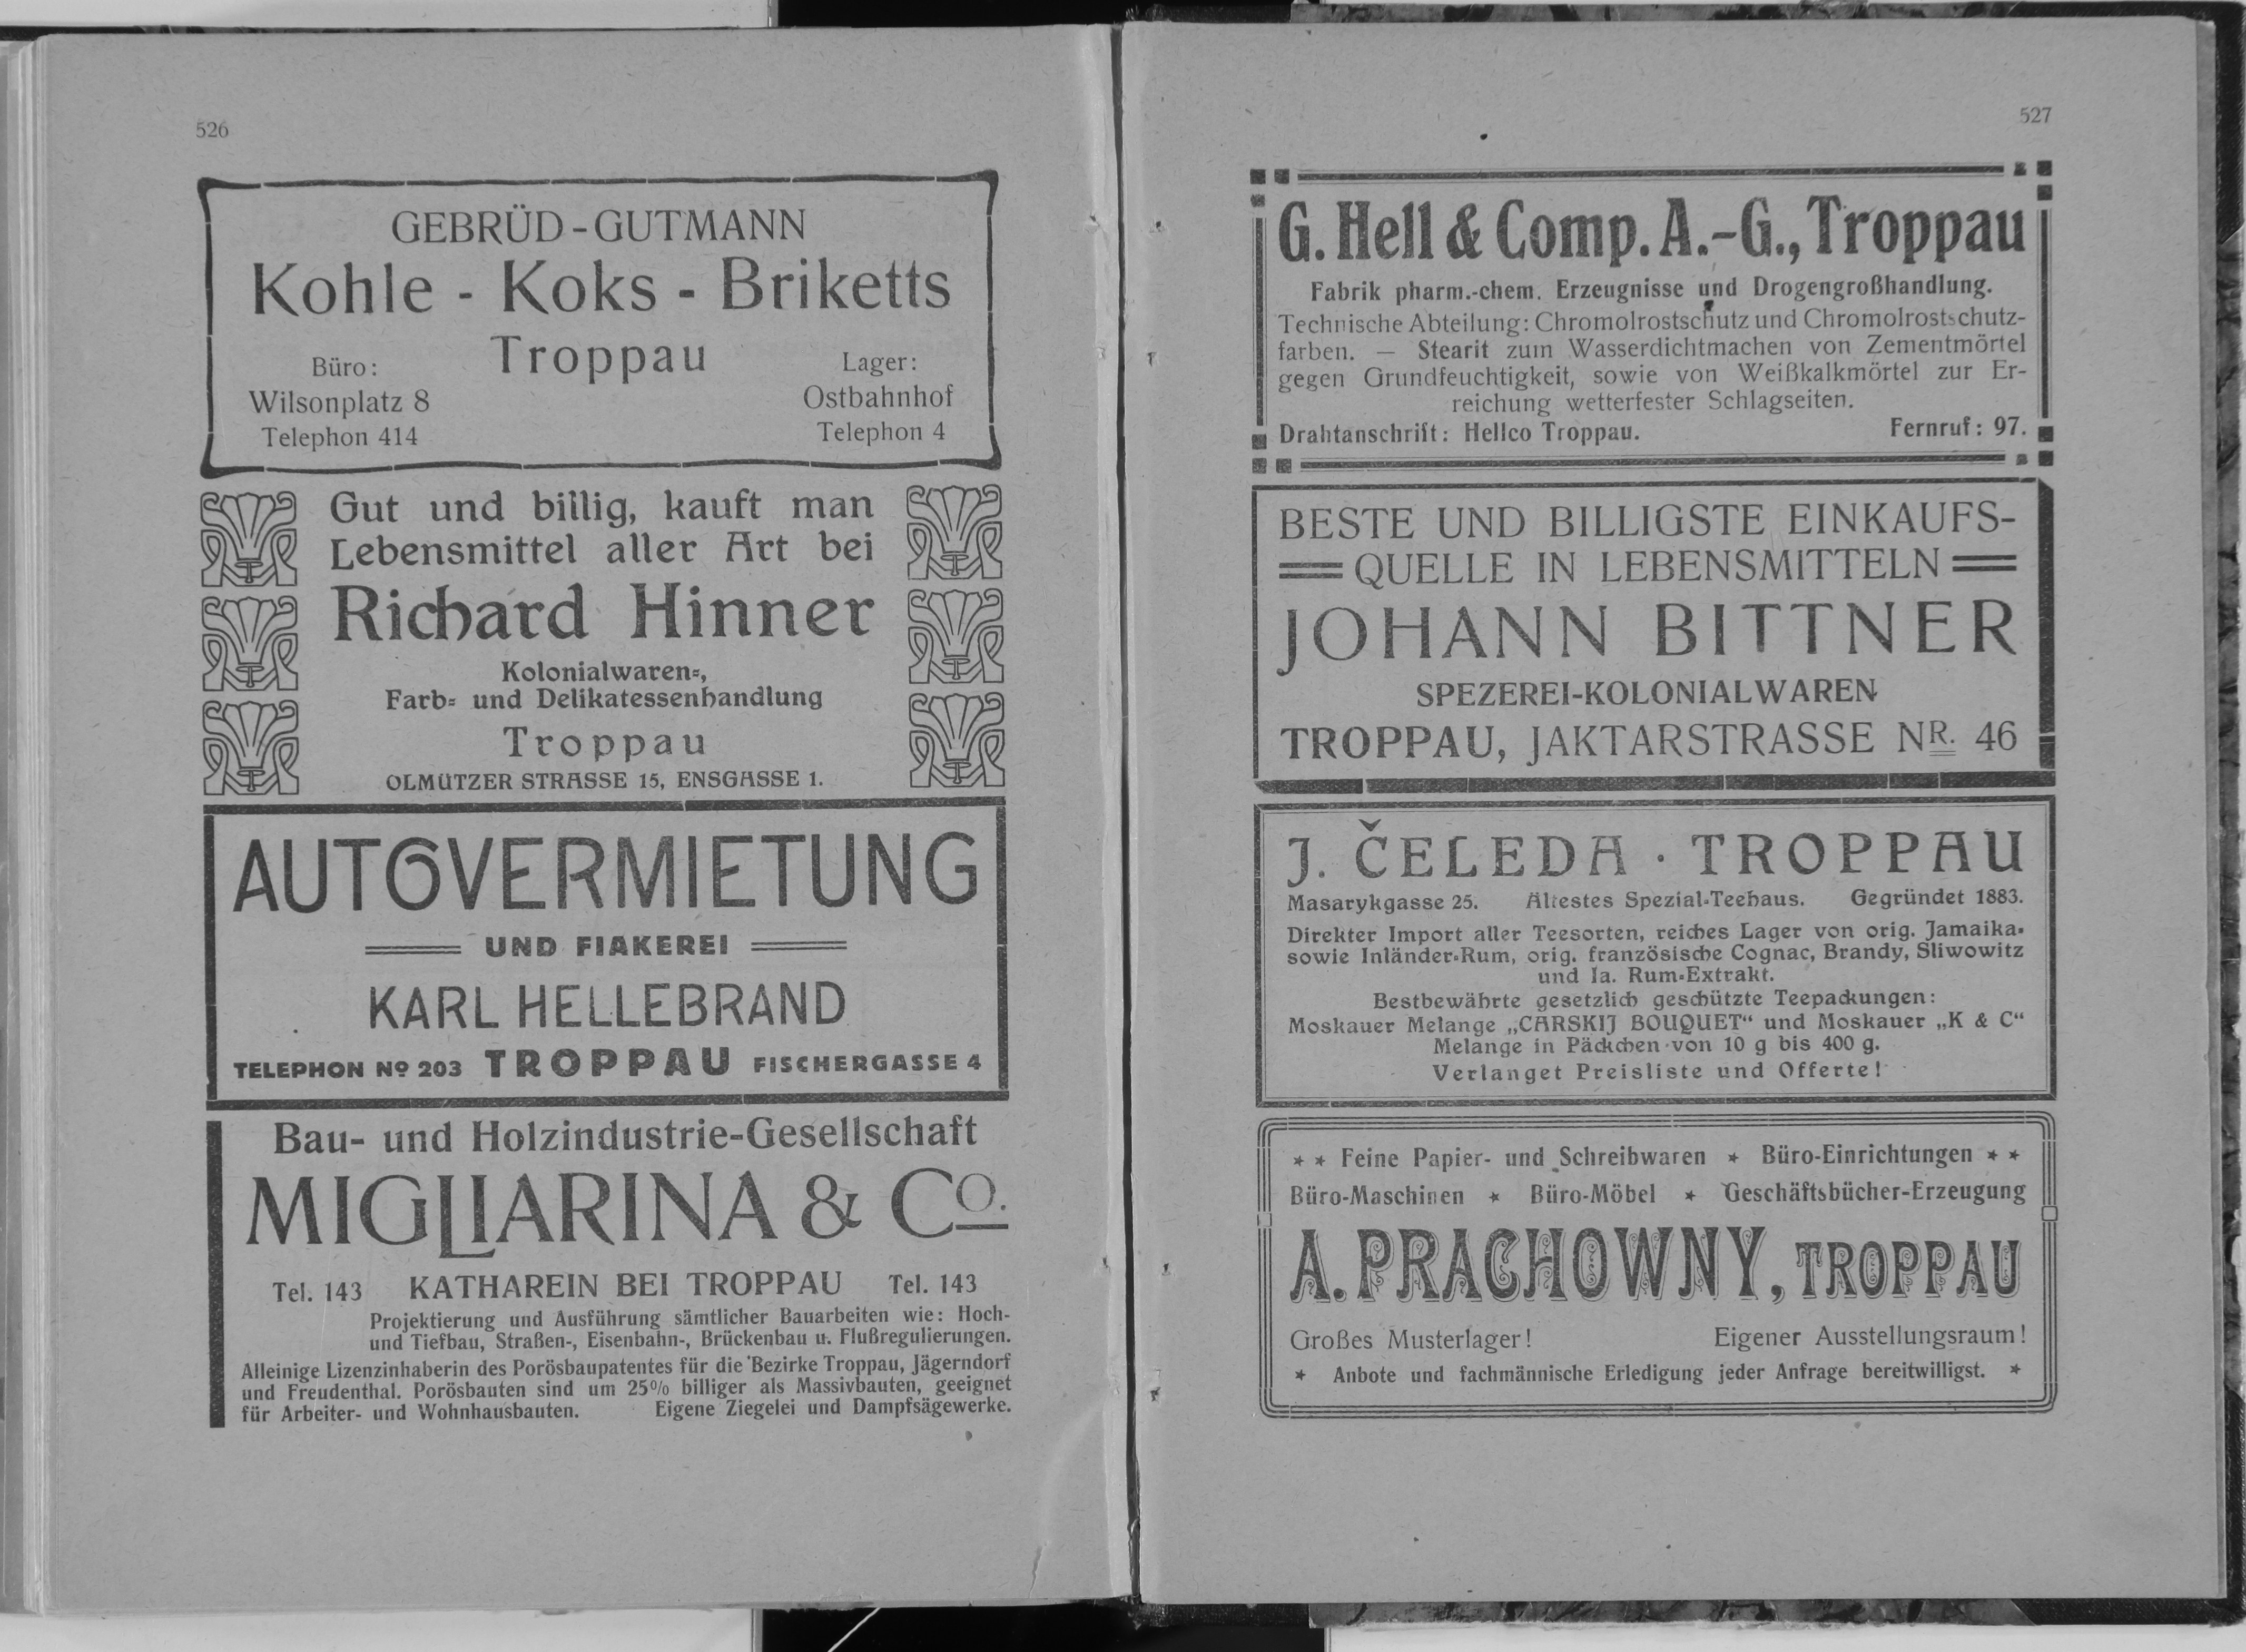 526
GEBRÜD-GUTMANN
Kohle - Koks - Briketts
Troppau
Büro:
Wilsonplatz 8
Telephon 414
Lager:
Ostbahnhof
Telephon 4
Gut und billig, kauft man
Lebensmittel aller Art bei
Richard Hinner
Kolonialwaren-,
Farb- und Delikatessenhandlung
Troppau
OLMÜTZER STRASSE 15, ENSGASSE 1.
AUTOVERMIETUNG
UND FIAKEREI
KARL HELLEBRAND
TELEPHON Nº 203 TROPPAU FISCHERGASSE 4
Bau- und Holzindustrie-Gesellschaft
MIGLIARINA & Co.
Tel. 143 KATHAREIN BEI TROPPAU Tel. 143
Projektierung und Ausführung sämtlicher Bauarbeiten wie: Hoch-
und Tiefbau, Straßen-, Eisenbahn-, Brückenbau u. Flußregulierungen.
Alleinige Lizenzinhaberin des Porösbaupatentes für die Bezirke Troppau, Jägerndorf
und Freudenthal. Porösbauten sind um 25% billiger als Massivbauten, geeignet
für Arbeiter- und Wohnhausbauten. Eigene Ziegelei und Dampfsägewerke.
527
G. Hell & Comp. A.-G., Troppau
Fabrik pharm.-chem. Erzeugnisse und Drogengroßhandlung.
Technische Abteilung: Chromolrostschutz und Chromolrostschutz-
farben. — Stearit zum Wasserdichtmachen von Zementmörtel
gegen Grundfeuchtigkeit, sowie von Weißkalkmörtel zur Er-
reichung wetterfester Schlagseiten.
Drahtanschrift: Hellco Troppau. Fernruf: 97.
BESTE UND BILLIGSTE EINKAUFS-
QUELLE IN LEBENSMITTELN
JOHANN BITTNER
SPEZEREI-KOLONIALWAREN
TROPPAU, JAKTARSTRASSE NR. 46
J. ČELEDA · TROPPAU
Masarykgasse 25. Ältestes Spezial-Teehaus. Gegründet 1883.
Direkter Import aller Teesorten, reiches Lager von orig. Jamaika-
sowie Inländer-Rum, orig. französische Cognac, Brandy, Sliwowitz
und Ia. Rum-Extrakt.
Bestbewährte gesetzlich geschützte Teepackungen:
Moskauer Melange „CARSKIJ BOUQUET“ und Moskauer „K & C“
Melange in Päckchen von 10 g bis 400 g.
Verlanget Preisliste und Offerte!
* * Feine Papier- und Schreibwaren * Büro-Einrichtungen * *
Büro-Maschinen * Büro-Möbel * Geschäftsbücher-Erzeugung
A. PRACHOWNY, TROPPAU
Großes Musterlager! Eigener Ausstellungsraum!
* Anbote und fachmännische Erledigung jeder Anfrage bereitwilligst. *